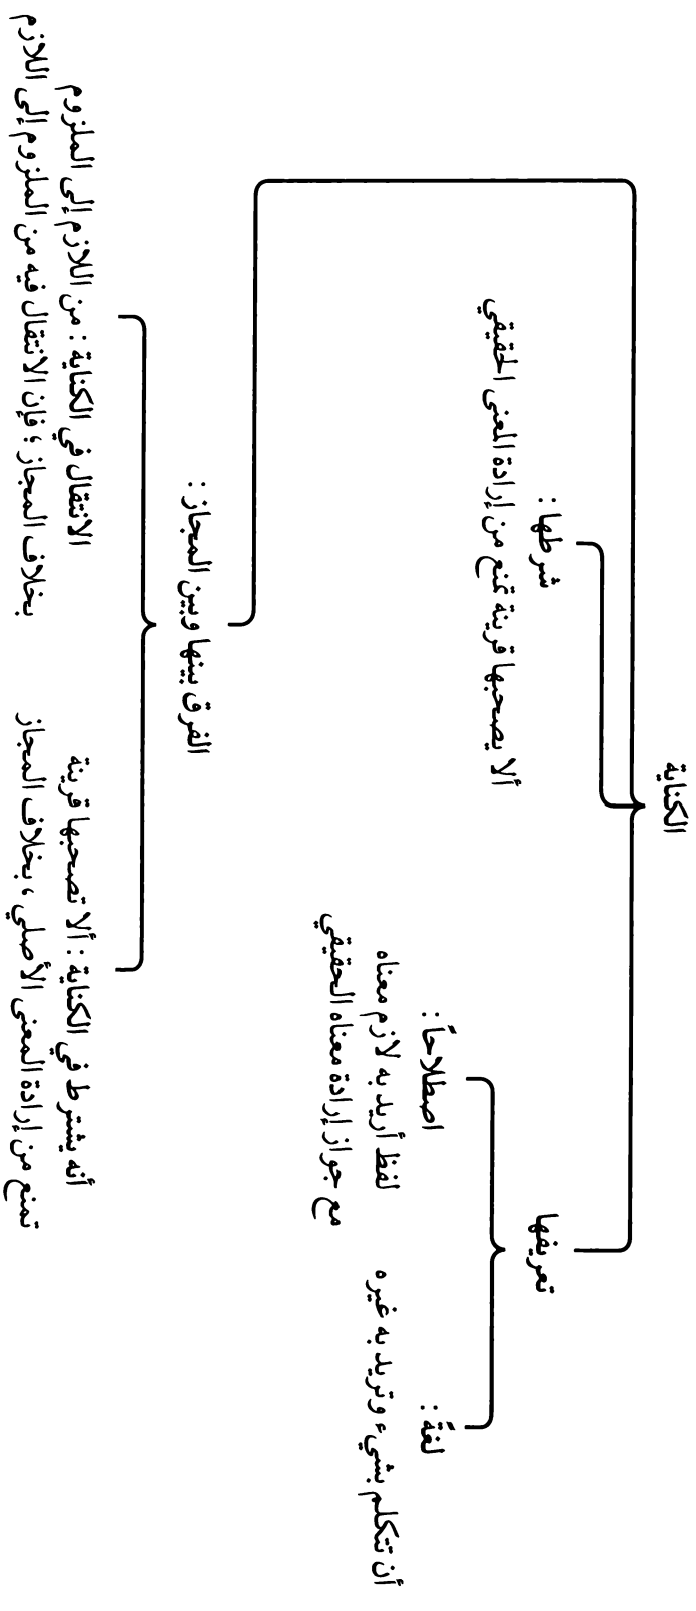 الكناية
تعريفها
لغةً :
أن تتكلم بشيء وتريد به غيره
اصطلاحاً :
لفظ أريد به لازم معناه
مع جواز إرادة معناه الحقيقي
شرطها :
ألا يصحبها قرينة تمنع من إرادة المعنى الحقيقي
الفرق بينها وبين المجاز :
أنه يشترط في الكناية : ألا تصحبها قرينة
تمنع من إرادة المعنى الأصلي ، بخلاف المجاز
الانتقال في الكناية : من اللازم إلى الملزوم
بخلاف المجاز ؛ فإن الانتقال فيه من الملزوم إلى اللازم